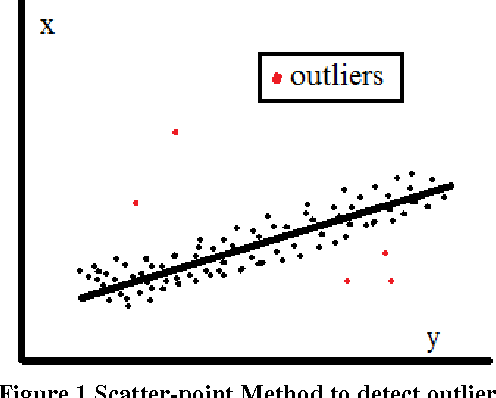 x
outliers
y
Figure 1 Scatter-point Method to detect outlier